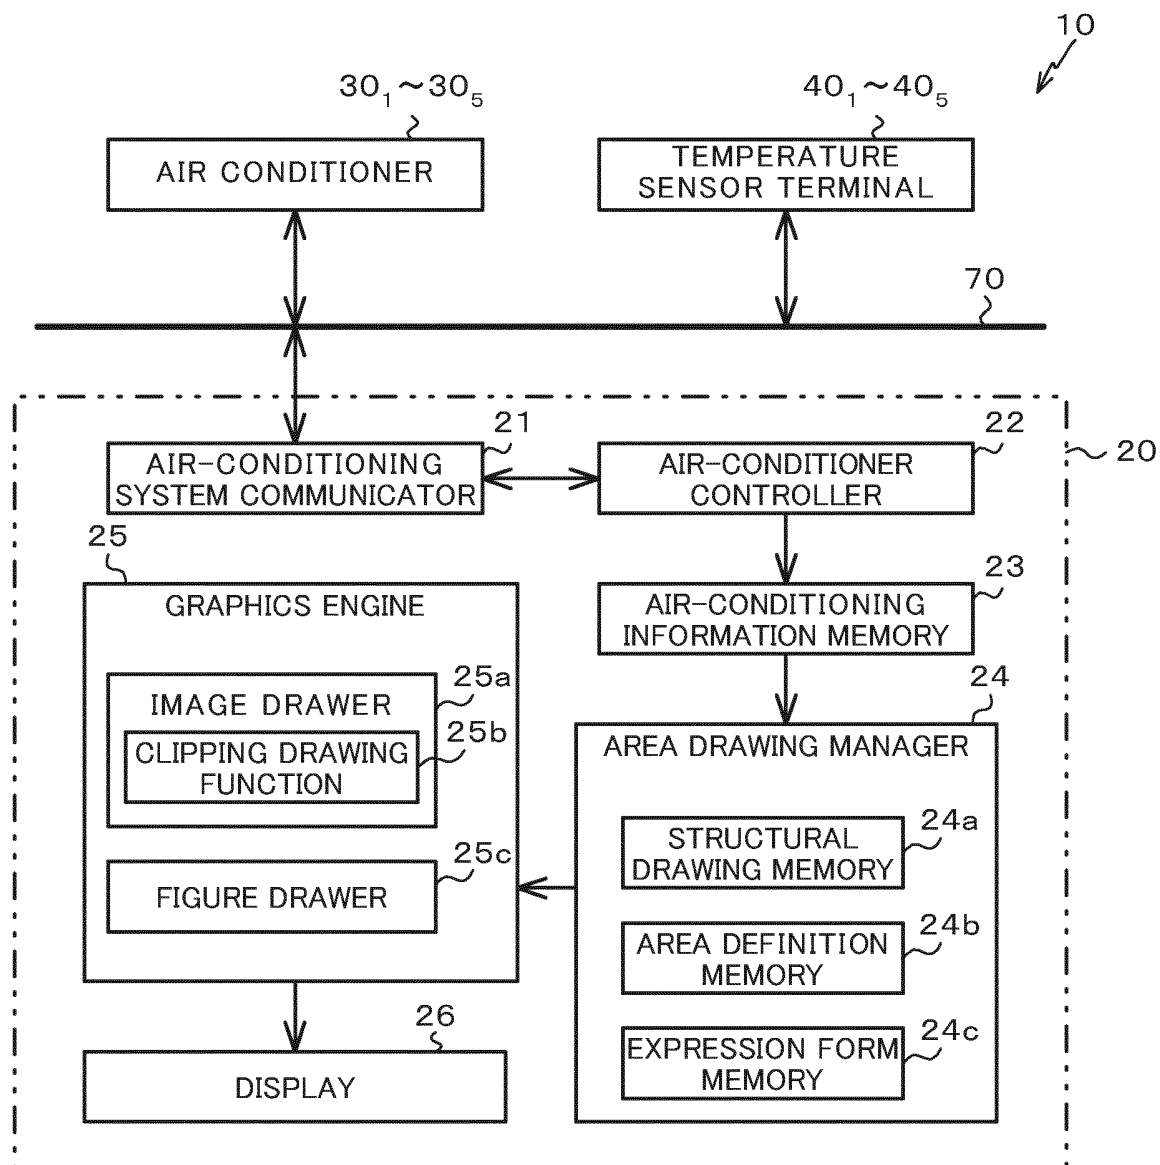 10
30₁~30₅
40₁~40₅
AIR CONDITIONER
TEMPERATURE
SENSOR TERMINAL
70
20
21
AIR-CONDITIONING
SYSTEM COMMUNICATOR
22
AIR-CONDITIONER
CONTROLLER
23
AIR-CONDITIONING
INFORMATION MEMORY
25
GRAPHICS ENGINE
25a
IMAGE DRAWER
25b
CLIPPING DRAWING
FUNCTION
25c
FIGURE DRAWER
24
AREA DRAWING MANAGER
24a
STRUCTURAL
DRAWING MEMORY
24b
AREA DEFINITION
MEMORY
24c
EXPRESSION FORM
MEMORY
26
DISPLAY